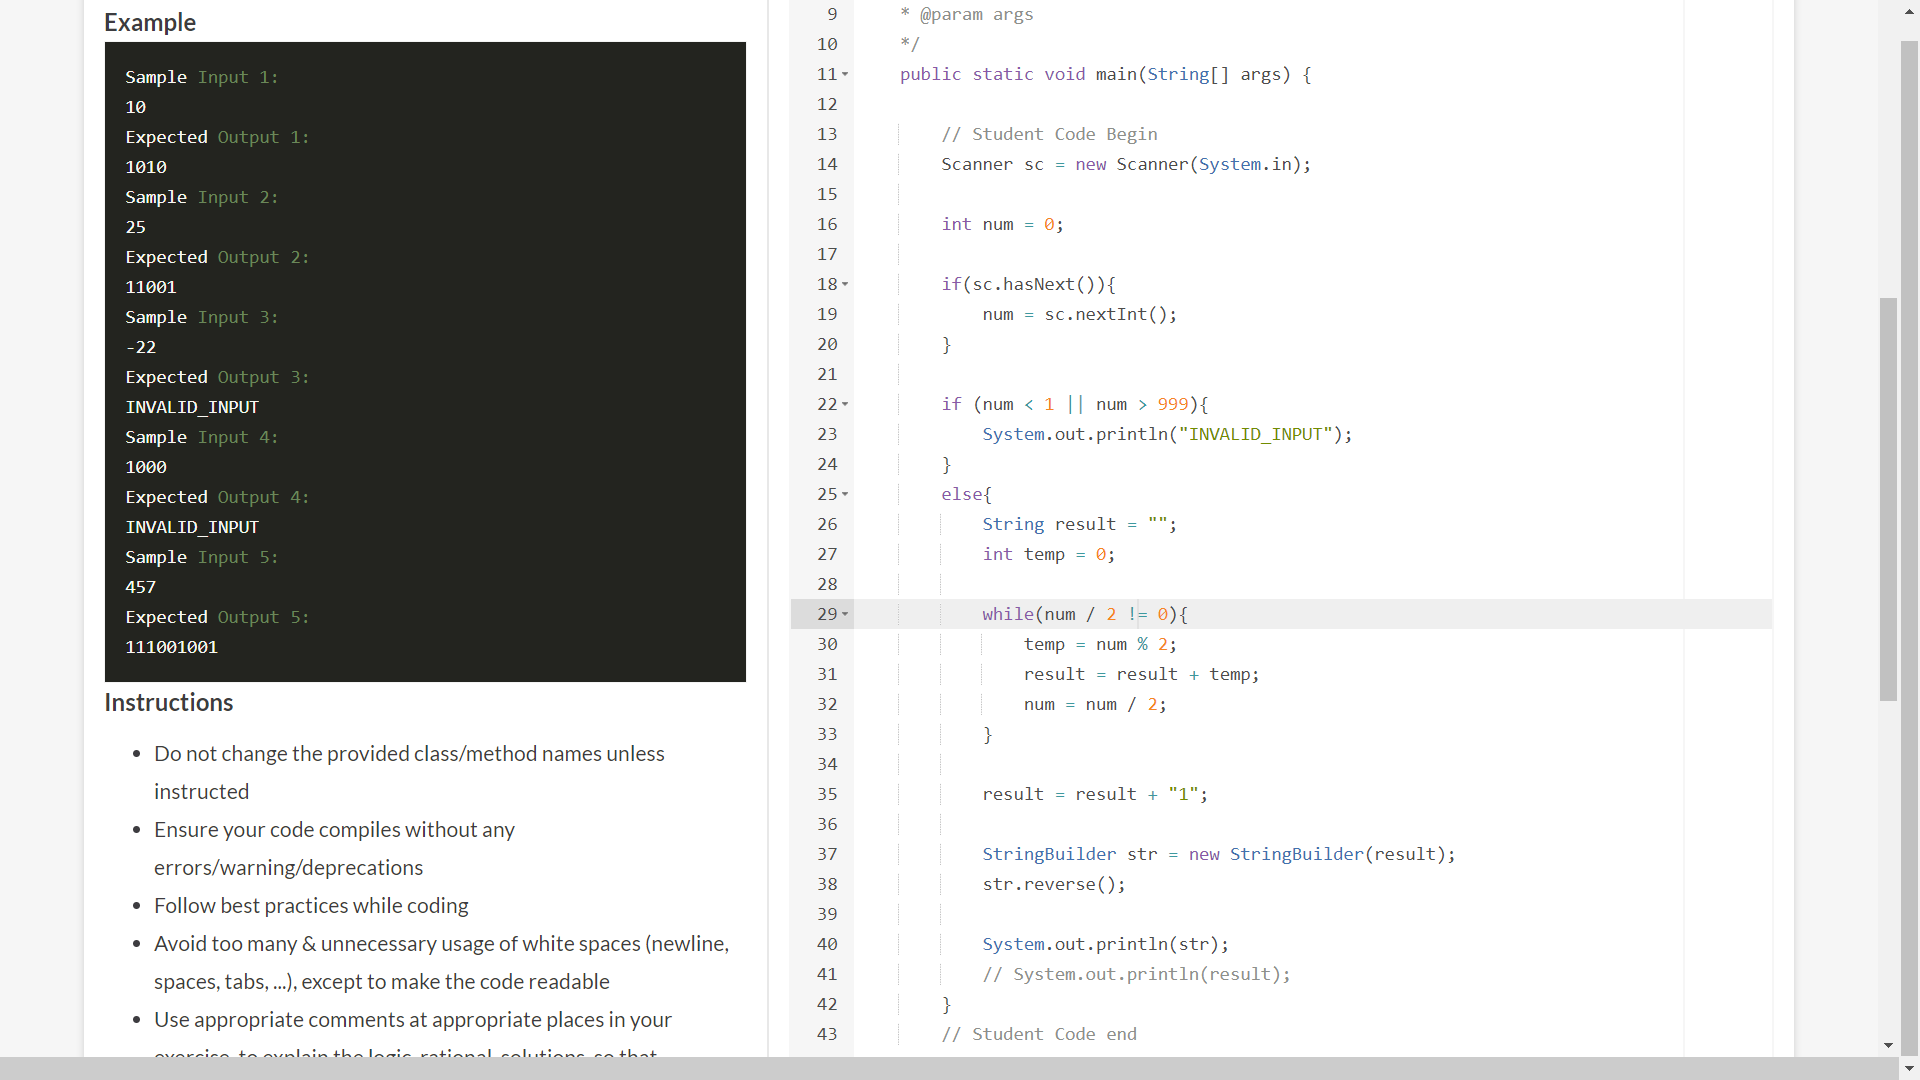 Example
Sample Input 1:
10
Expected Output 1:
1010
Sample Input 2:
25
Expected Output 2:
11001
Sample Input 3:
-22
Expected Output 3:
INVALID_INPUT
Sample Input 4:
1000
Expected Output 4:
INVALID_INPUT
Sample Input 5:
457
Expected Output 5:
111001001
Instructions
• Do not change the provided class/method names unless
instructed
• Ensure your code compiles without any
errors/warning/deprecations
• Follow best practices while coding
• Avoid too many & unnecessary usage of white spaces (newline,
spaces, tabs, ...), except to make the code readable
• Use appropriate comments at appropriate places in your
exercise, to explain the logic, rational, solutions, so that
9 * @param args
10 */
11 public static void main(String[] args) {
12
13 // Student Code Begin
14 Scanner sc = new Scanner(System.in);
15
16 int num = 0;
17
18 if(sc.hasNext()){
19 num = sc.nextInt();
20 }
21
22 if (num < 1 || num > 999){
23 System.out.println("INVALID_INPUT");
24 }
25 else{
26 String result = "";
27 int temp = 0;
28
29 while(num / 2 != 0){
30 temp = num % 2;
31 result = result + temp;
32 num = num / 2;
33 }
34
35 result = result + "1";
36
37 StringBuilder str = new StringBuilder(result);
38 str.reverse();
39
40 System.out.println(str);
41 // System.out.println(result);
42 }
43 // Student Code end